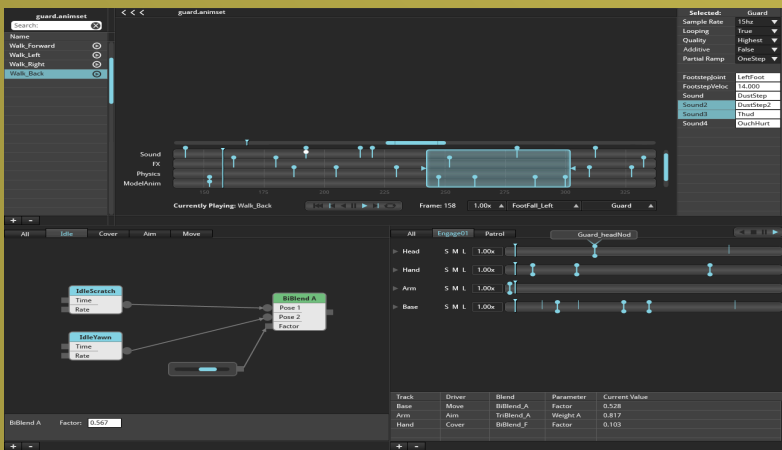 guard.animset
Search:
Name
Walk_Forward
Walk_Left
Walk_Right
Walk_Back
+ -
< < < guard.animset
Sound
FX
Physics
ModelAnim
150 175 200 225 250 275 300 325
Currently Playing: Walk_Back Frame: 158 1.00x FootFall_Left Guard
Selected: Guard
Sample Rate 15hz
Looping True
Quality Highest
Additive False
Partial Ramp OneStep
FootstepJoint LeftFoot
FootstepVeloc 14.000
Sound DustStep
Sound2 DustStep2
Sound3 Thud
Sound4 OuchHurt
All Idle Cover Aim Move
IdleScratch
Time
Rate
IdleYawn
Time
Rate
BiBlend A
Pose 1
Pose 2
Factor
BiBlend A Factor: 0.567
+ -
All Engage01 Patrol Guard_headNod
Head S M L 1.00x
Hand S M L 1.00x
Arm S M L 1.00x
Base S M L 1.00x
Track Driver Blend Parameter Current Value
Base Move BiBlend_A Factor 0.528
Arm Aim TriBlend_A Weight A 0.817
Hand Cover BiBlend_F Factor 0.103
+ -